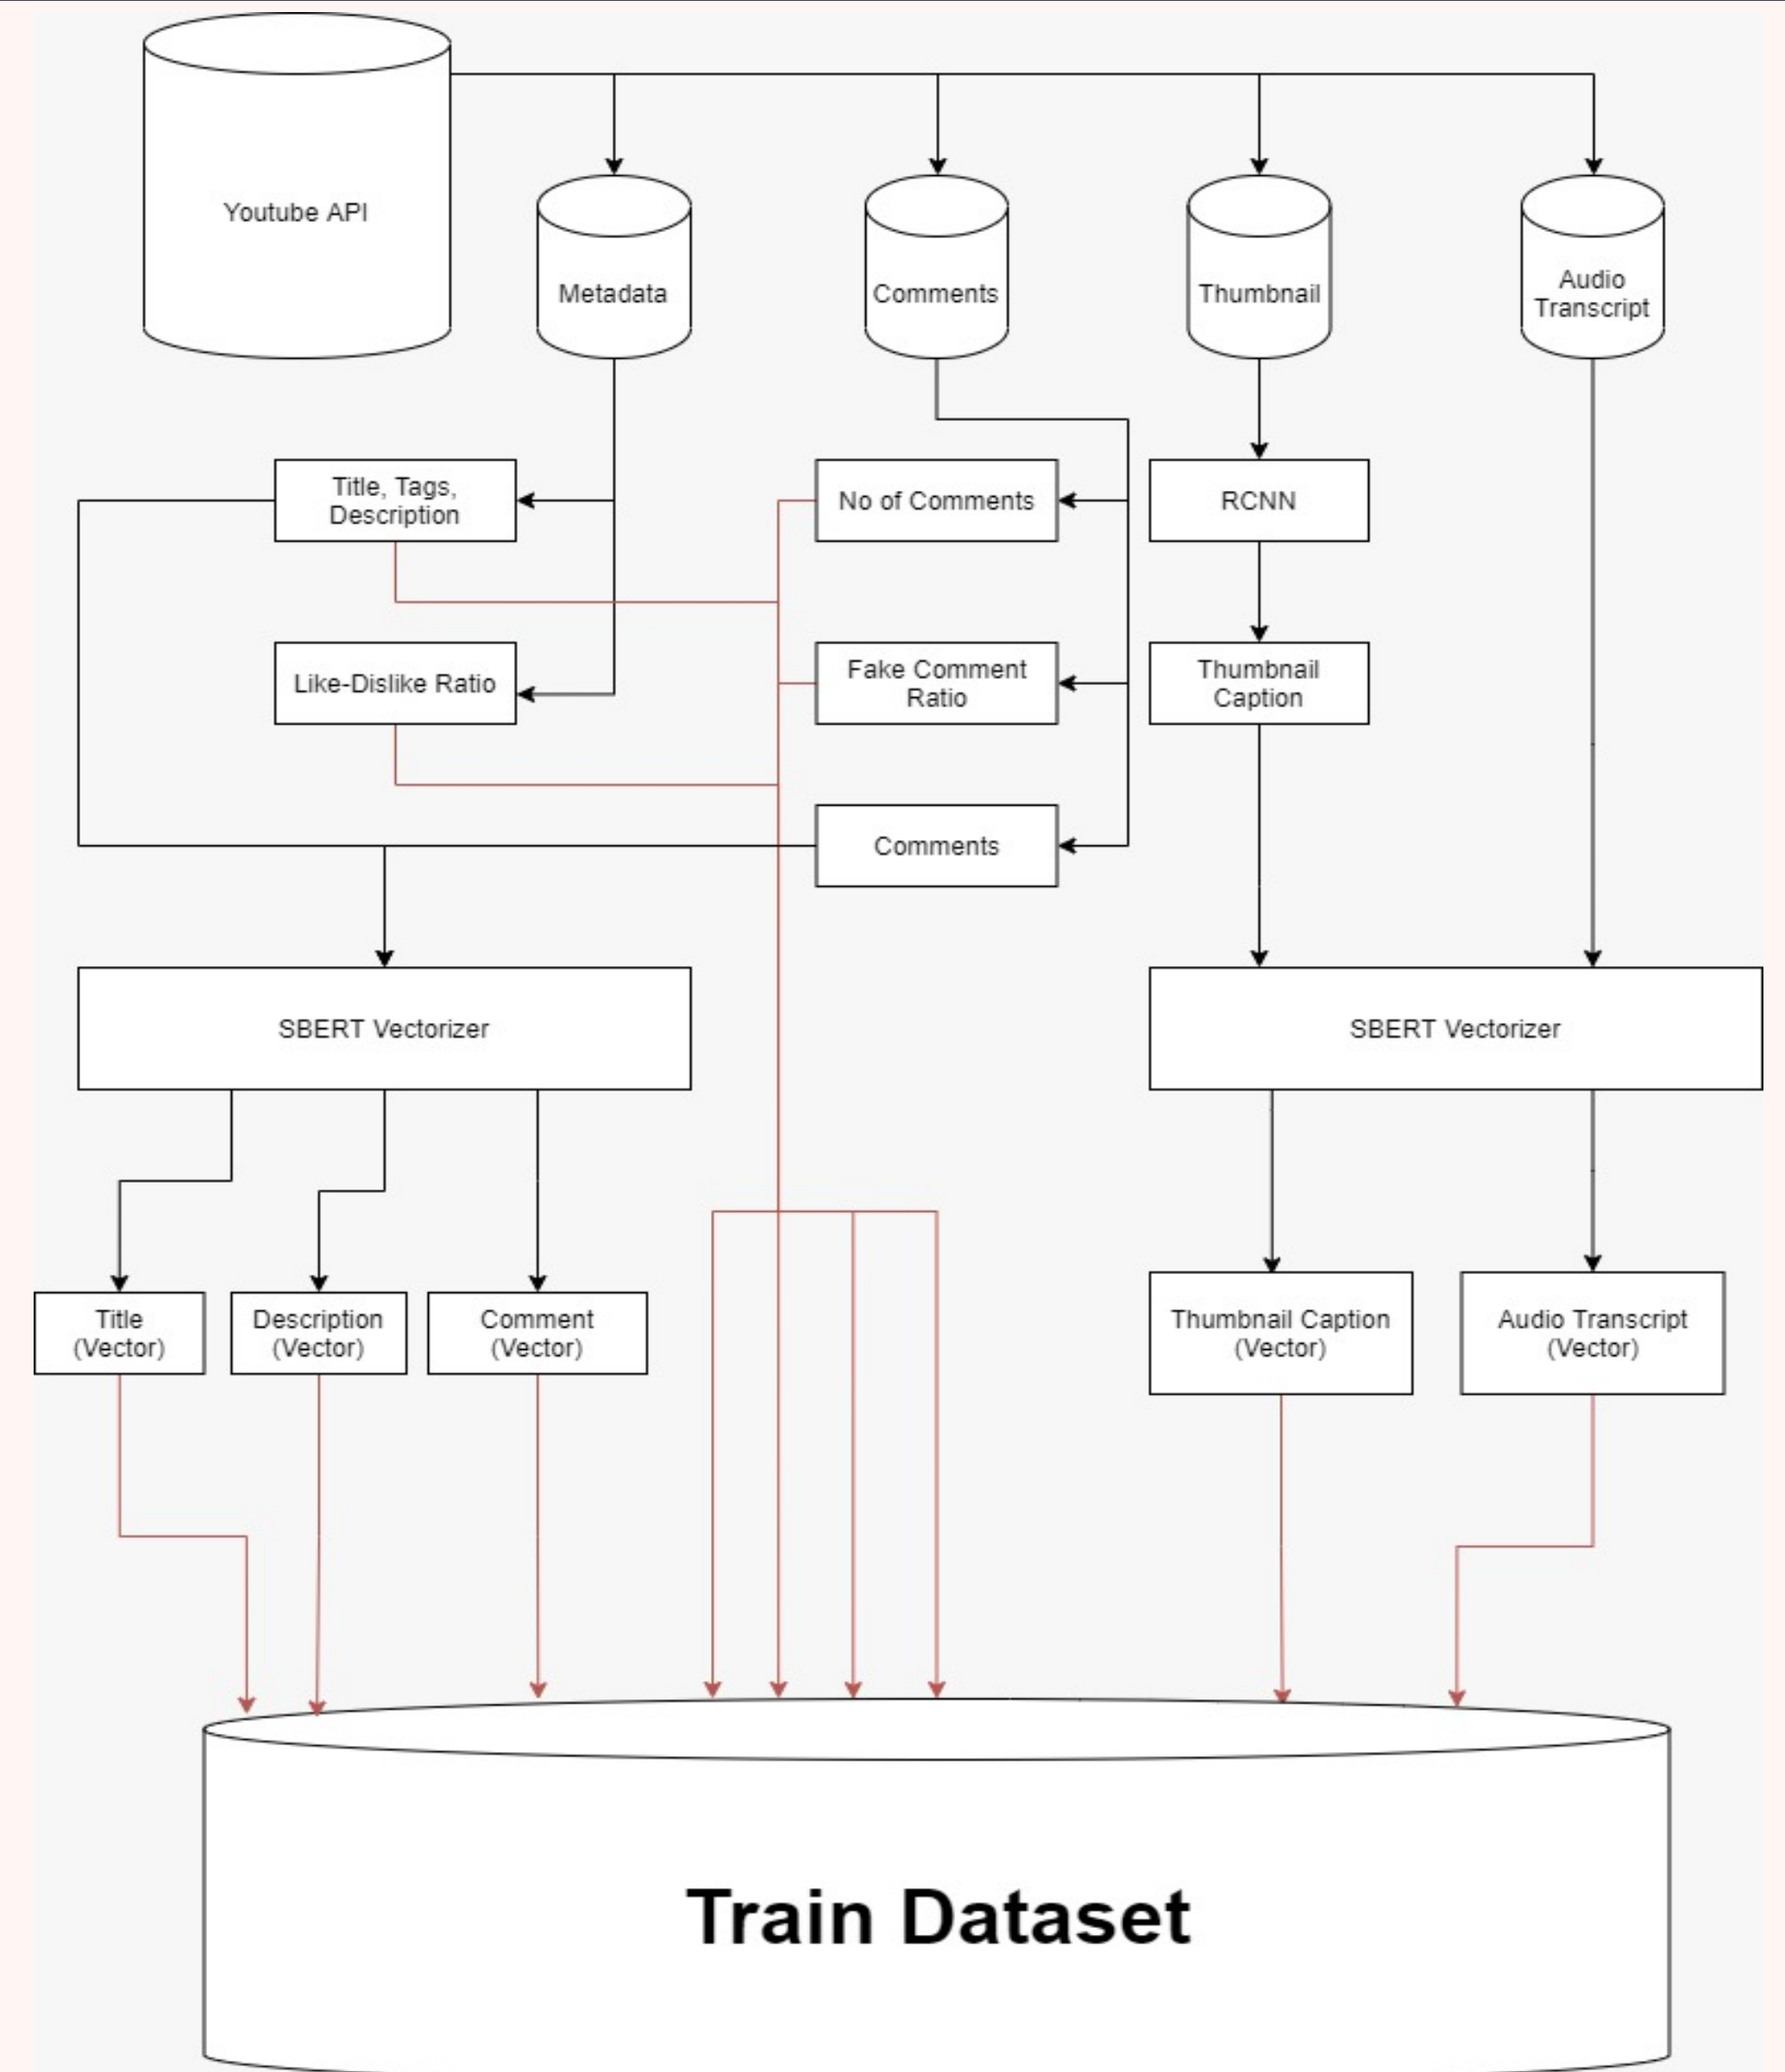 Youtube API
Metadata
Comments
Thumbnail
Audio
Transcript
Title, Tags,
Description
No of Comments
RCNN
Like-Dislike Ratio
Fake Comment
Ratio
Thumbnail
Caption
Comments
SBERT Vectorizer
SBERT Vectorizer
Title
(Vector)
Description
(Vector)
Comment
(Vector)
Thumbnail Caption
(Vector)
Audio Transcript
(Vector)
Train Dataset